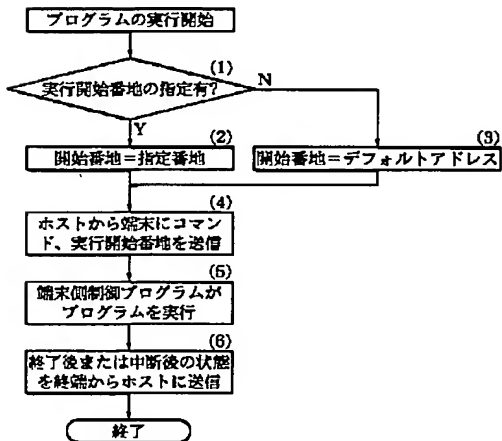 プログラムの実行開始
(1)
実行開始番地の指定有?
N
Y
(2)
開始番地=指定番地
(3)
開始番地=デフォルトアドレス
(4)
ホストから端末にコマン
ド、実行開始番地を送信
(5)
端末側制御プログラムが
プログラムを実行
(6)
終了後または中断後の状態
を終端からホストに送信
終了